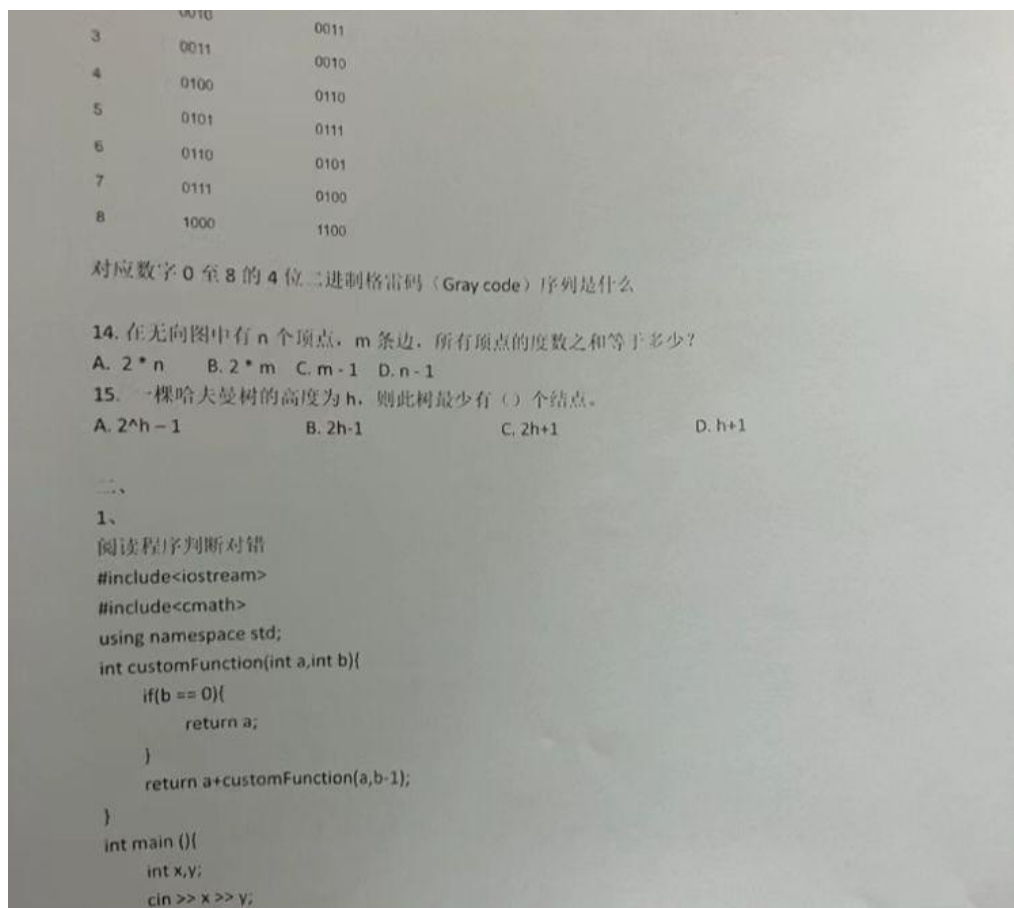 0010 0011
3 0011 0010
4 0100 0110
5 0101 0111
6 0110 0101
7 0111 0100
8 1000 1100
对应数字 0 至 8 的 4 位二进制格雷码（Gray code）序列是什么
14. 在无向图中有 n 个顶点，m 条边，所有顶点的度数之和等于多少？
A. 2 * n B. 2 * m C. m - 1 D. n - 1
15. 一棵哈夫曼树的高度为 h，则此树最少有（）个结点。
A. 2^h – 1 B. 2h-1 C. 2h+1 D. h+1
二、
1、
阅读程序判断对错
#include<iostream>
#include<cmath>
using namespace std;
int customFunction(int a,int b){
if(b == 0){
return a;
}
return a+customFunction(a,b-1);
}
int main (){
int x,y;
cin >> x >> y;